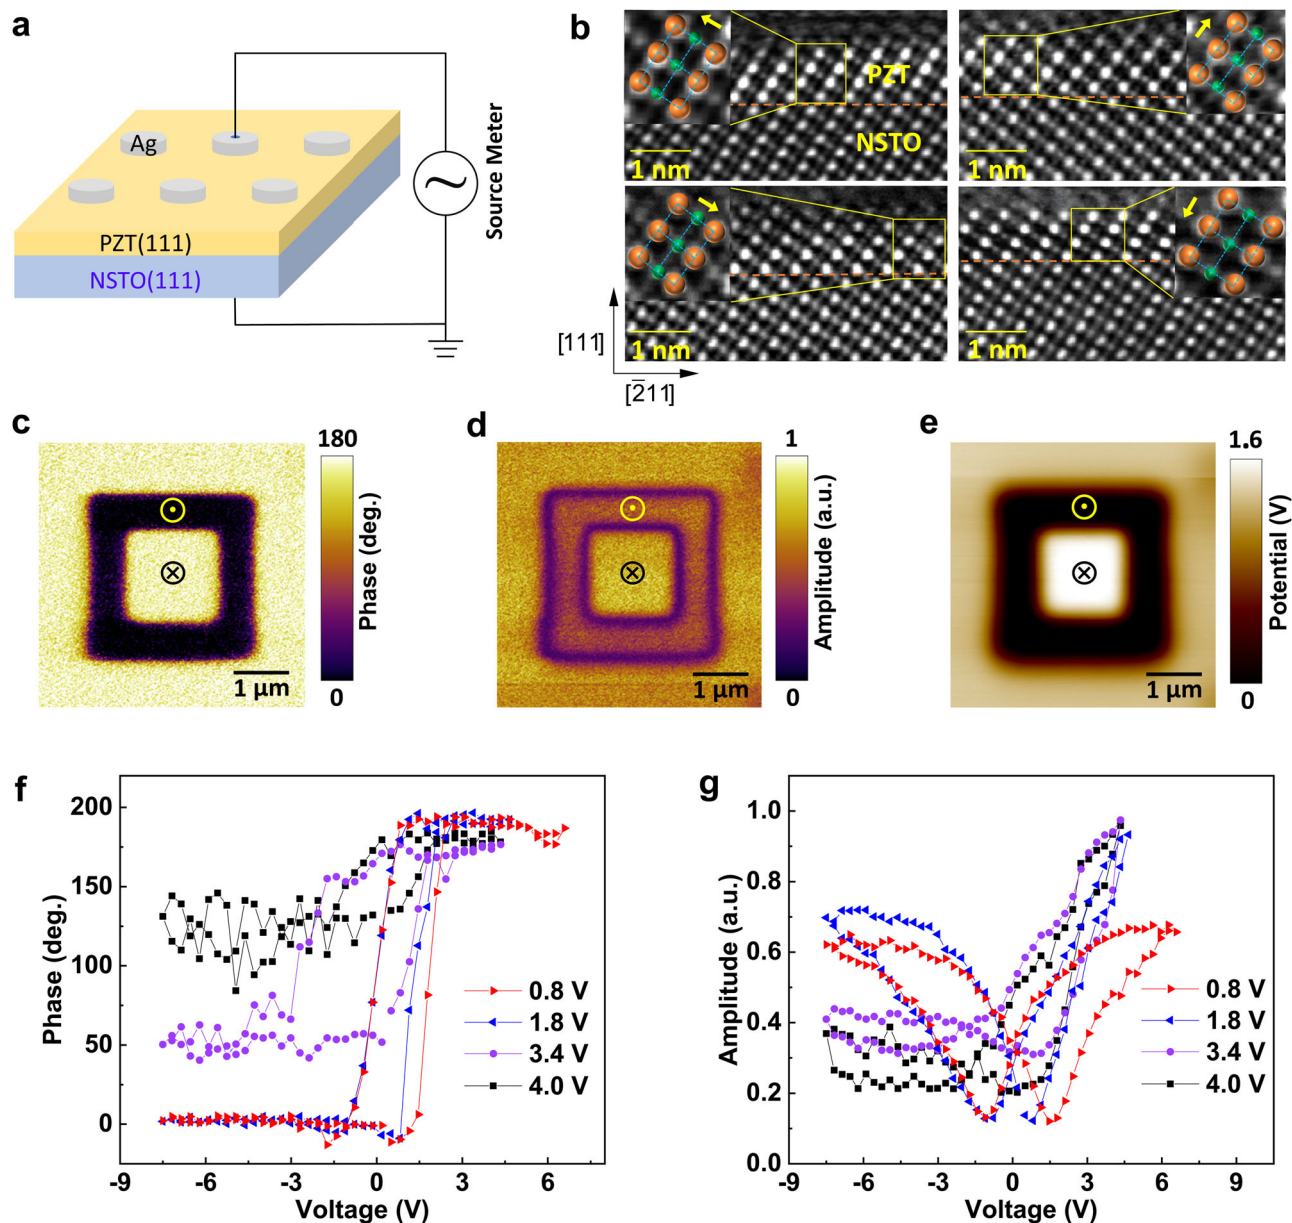 a
Ag
PZT(111)
NSTO(111)
Source Meter
b
PZT
NSTO
1 nm
1 nm
1 nm
1 nm
[111]
[2̅11]
c
180
Phase (deg.)
0
1 µm
d
1
Amplitude (a.u.)
0
1 µm
e
1.6
Potential (V)
0
1 µm
f
200
150
100
50
0
Phase (deg.)
-9 -6 -3 0 3 6
Voltage (V)
0.8 V
1.8 V
3.4 V
4.0 V
g
1.0
0.8
0.6
0.4
0.2
0.0
Amplitude (a.u.)
-9 -6 -3 0 3 6 9
Voltage (V)
0.8 V
1.8 V
3.4 V
4.0 V